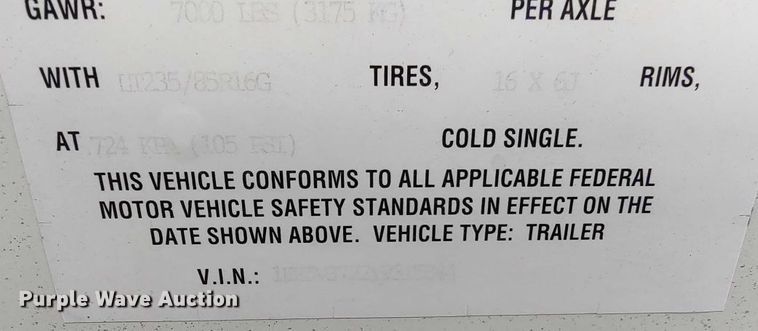 GAWR: 7000 LBS (3175 KG) PER AXLE
WITH LT235/85R16G TIRES, 16 X 6J RIMS,
AT 724 KPA (105 PSI) COLD SINGLE.
THIS VEHICLE CONFORMS TO ALL APPLICABLE FEDERAL
MOTOR VEHICLE SAFETY STANDARDS IN EFFECT ON THE
DATE SHOWN ABOVE. VEHICLE TYPE: TRAILER
V.I.N.:
Purple Wave Auction